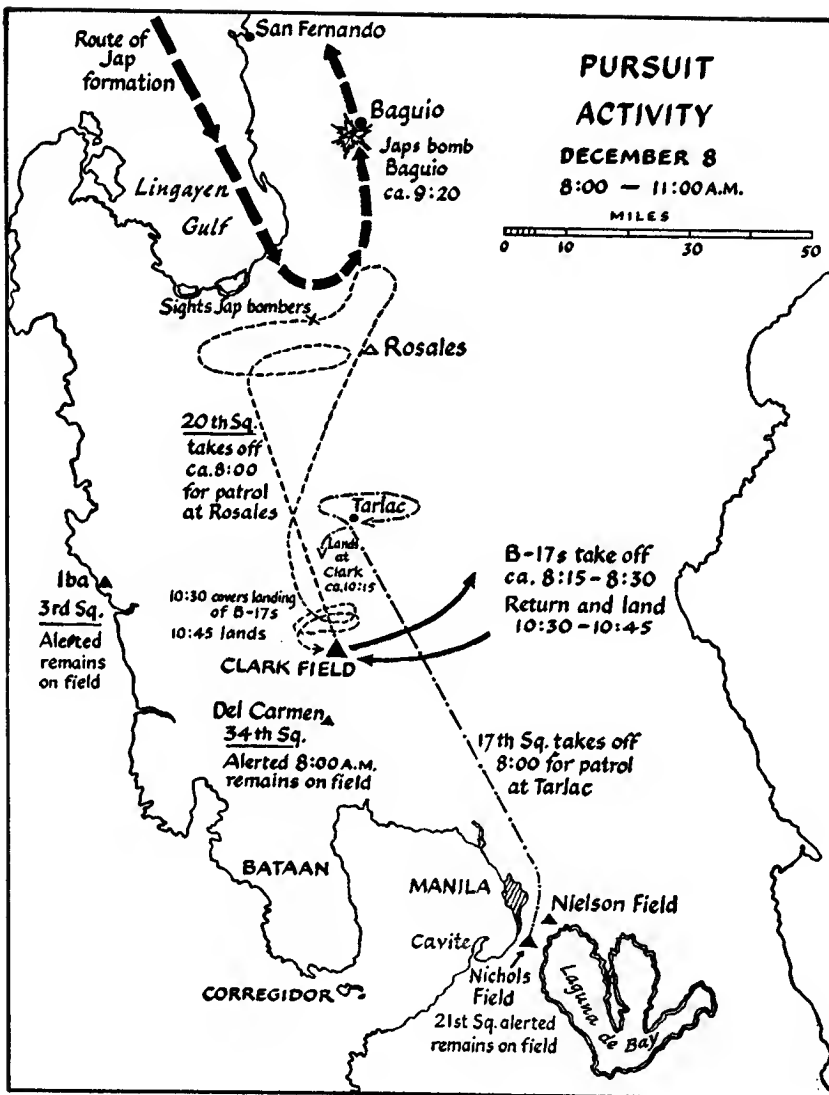 Route of
Jap
formation
San Fernando
PURSUIT
ACTIVITY
DECEMBER 8
8:00 — 11:00 A.M.
MILES
0 10 30 50
Baguio
Japs bomb
Baguio
ca. 9:20
Lingayen
Gulf
Sights Jap bombers
Rosales
20th Sq.
takes off
ca. 8:00
for patrol
at Rosales
Tarlac
Lands
at
Clark
ca. 10:15
B-17s take off
ca. 8:15-8:30
Return and land
10:30-10:45
Iba
3rd Sq.
Alerted
remains
on field
10:30 covers landing
of B-17s
10:45 lands
CLARK FIELD
Del Carmen
34th Sq.
Alerted 8:00 A.M.
remains on field
17th Sq. takes off
8:00 for patrol
at Tarlac
BATAAN
MANILA
Nielson Field
Cavite
Nichols
Field
21st Sq. alerted
remains on field
CORREGIDOR
Laguna
de Bay